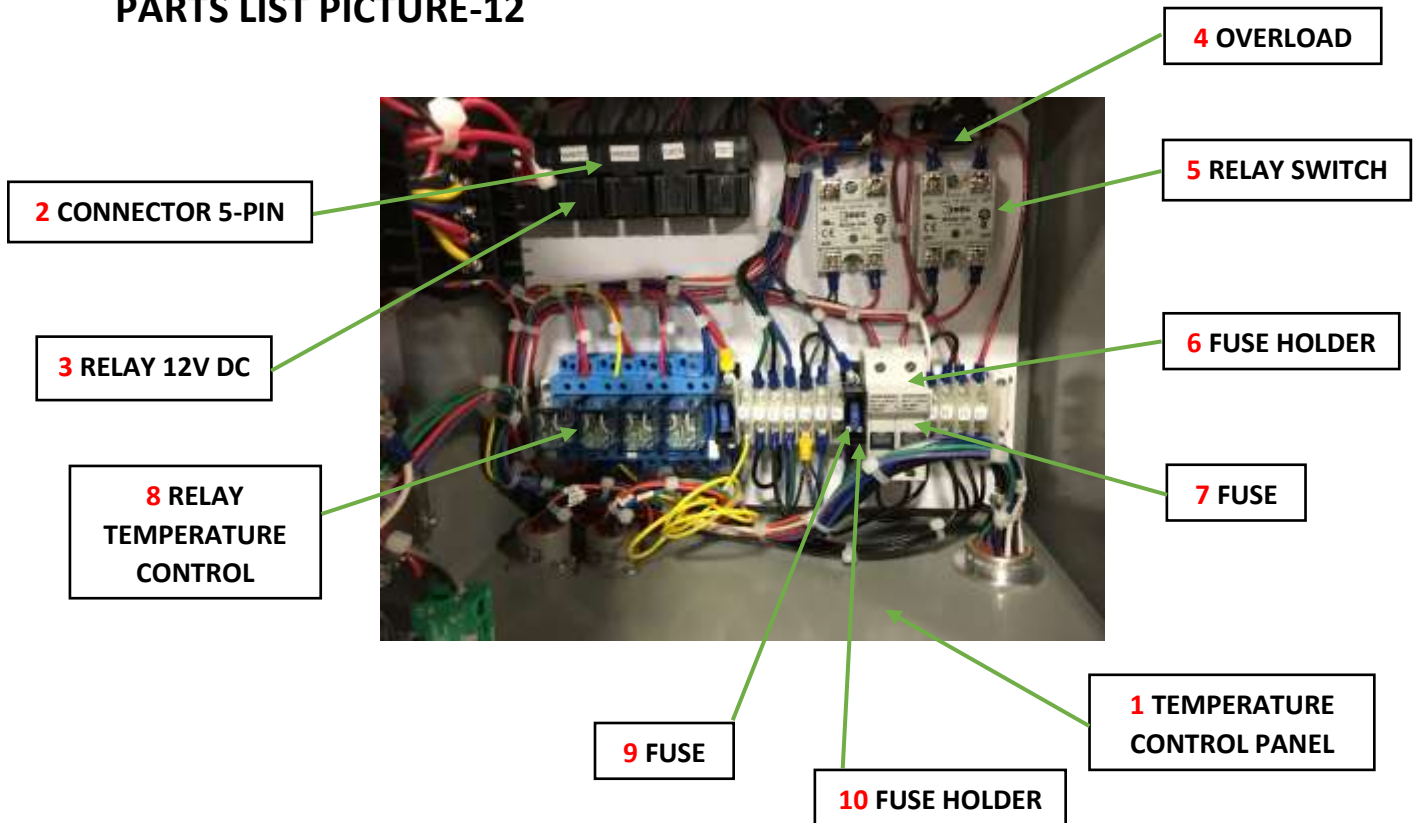 PARTS LIST PICTURE-12
4 OVERLOAD
5 RELAY SWITCH
2 CONNECTOR 5-PIN
6 FUSE HOLDER
3 RELAY 12V DC
7 FUSE
8 RELAY
TEMPERATURE
CONTROL
1 TEMPERATURE
CONTROL PANEL
9 FUSE
10 FUSE HOLDER